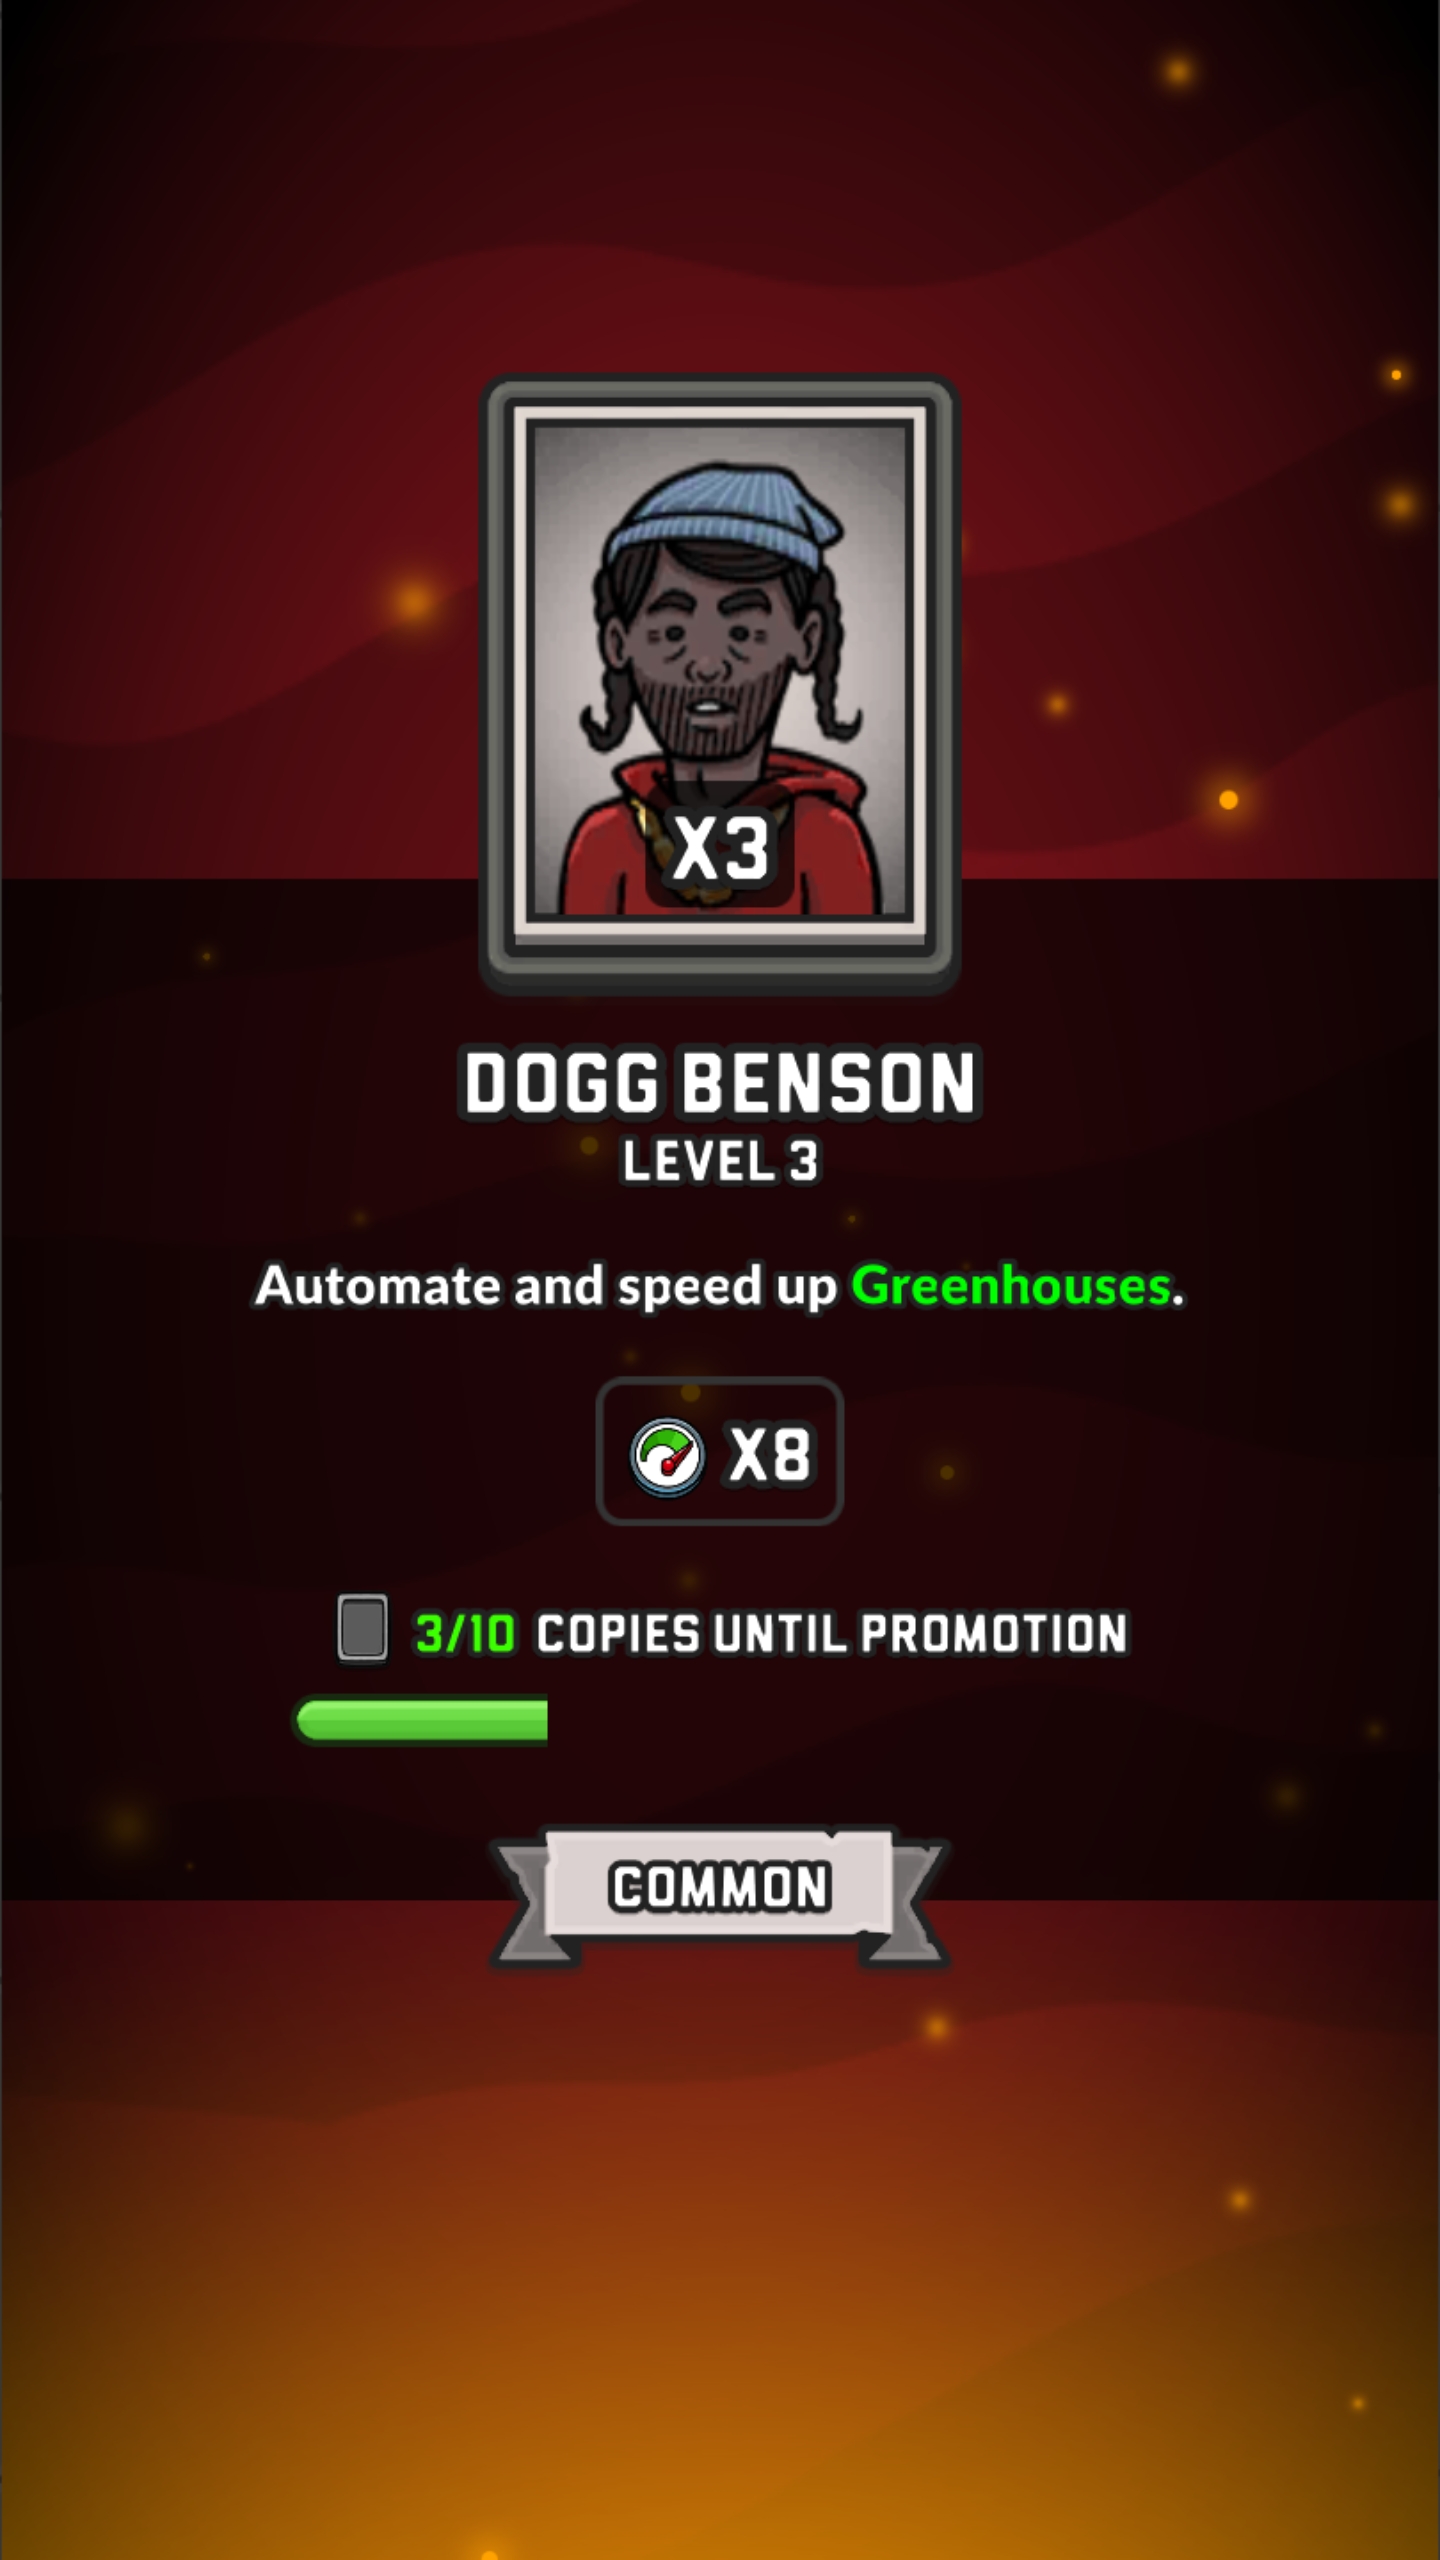 X3
DOGG BENSON
LEVEL 3
Automate and speed up Greenhouses.
X8
3/10 COPIES UNTIL PROMOTION
COMMON